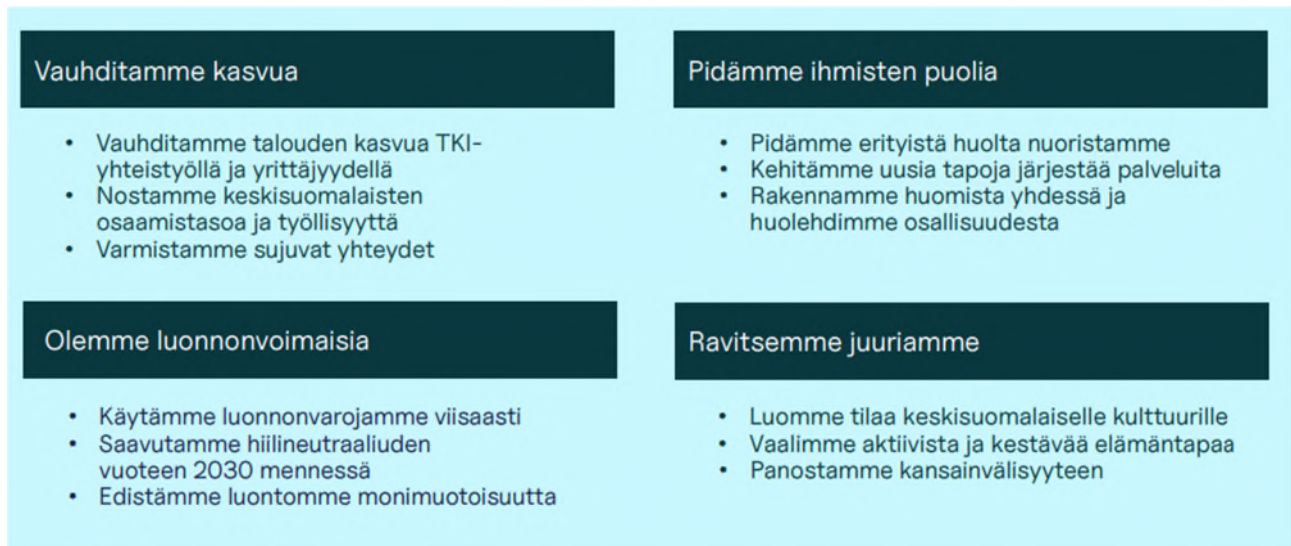 Vauhditamme kasvua
• Vauhditamme talouden kasvua TKI-
yhteistyöllä ja yrittäjyydellä
• Nostamme keskisuomalaisten
osaamistasoa ja työllisyyttä
• Varmistamme sujuvat yhteydet
Pidämme ihmisten puolia
• Pidämme erityistä huolta nuoristamme
• Kehitämme uusia tapoja järjestää palveluita
• Rakennamme huomista yhdessä ja
huolehdimme osallisuudesta
Olemme luonnonvoimaisia
• Käytämme luonnonvarojamme viisaasti
• Saavutamme hiilineutraaliuden
vuoteen 2030 mennessä
• Edistämme luontomme monimuotoisuutta
Ravitsemme juuriamme
• Luomme tilaa keskisuomalaiselle kulttuurille
• Vaalimme aktiivista ja kestävää elämäntapaa
• Panostamme kansainvälisyyteen